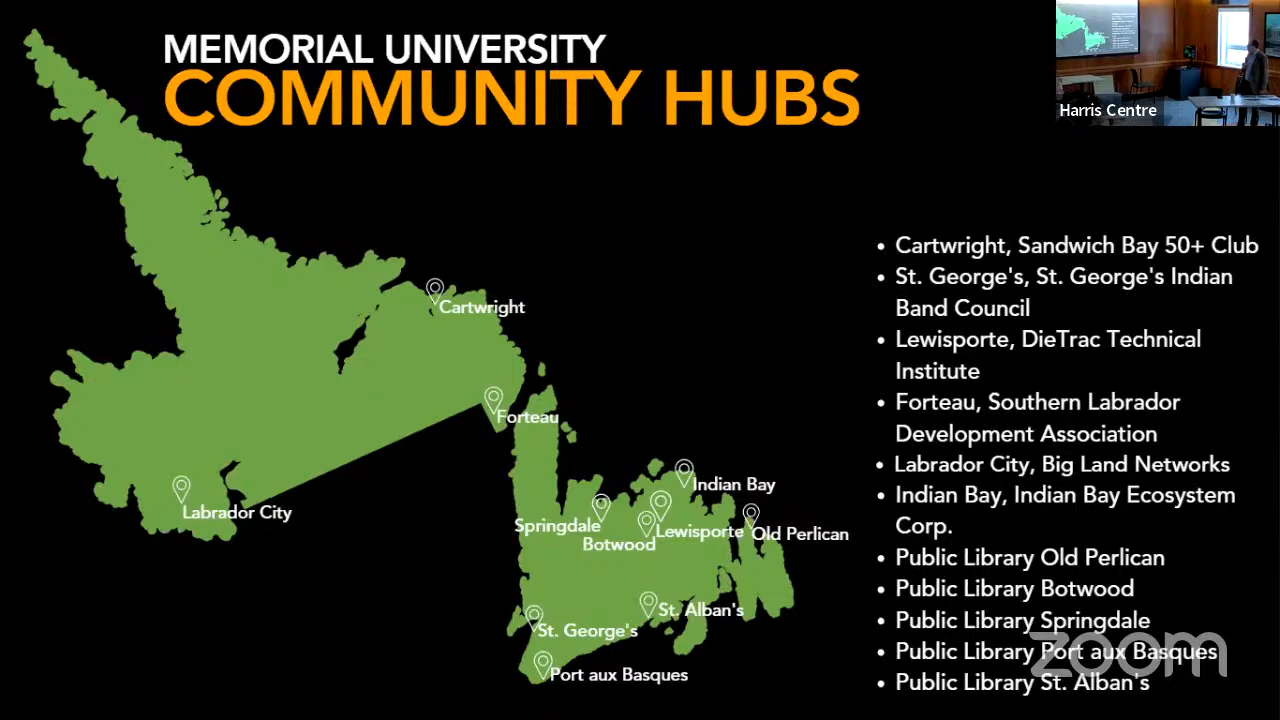 MEMORIAL UNIVERSITY
COMMUNITY HUBS
Harris Centre
Cartwright
Forteau
Labrador City
Indian Bay
Springdale
Lewisporte
Old Perlican
Botwood
St. Alban's
St. George's
Port aux Basques
• Cartwright, Sandwich Bay 50+ Club
• St. George's, St. George's Indian
Band Council
• Lewisporte, DieTrac Technical
Institute
• Forteau, Southern Labrador
Development Association
• Labrador City, Big Land Networks
• Indian Bay, Indian Bay Ecosystem
Corp.
• Public Library Old Perlican
• Public Library Botwood
• Public Library Springdale
• Public Library Port aux Basques
• Public Library St. Alban's
zoom